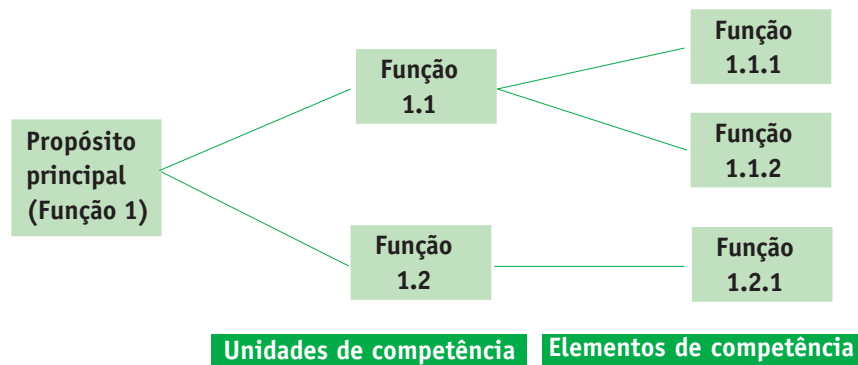 Propósito
principal
(Função 1)
Função
1.1
Função
1.2
Função
1.1.1
Função
1.1.2
Função
1.2.1
Unidades de competência
Elementos de competência